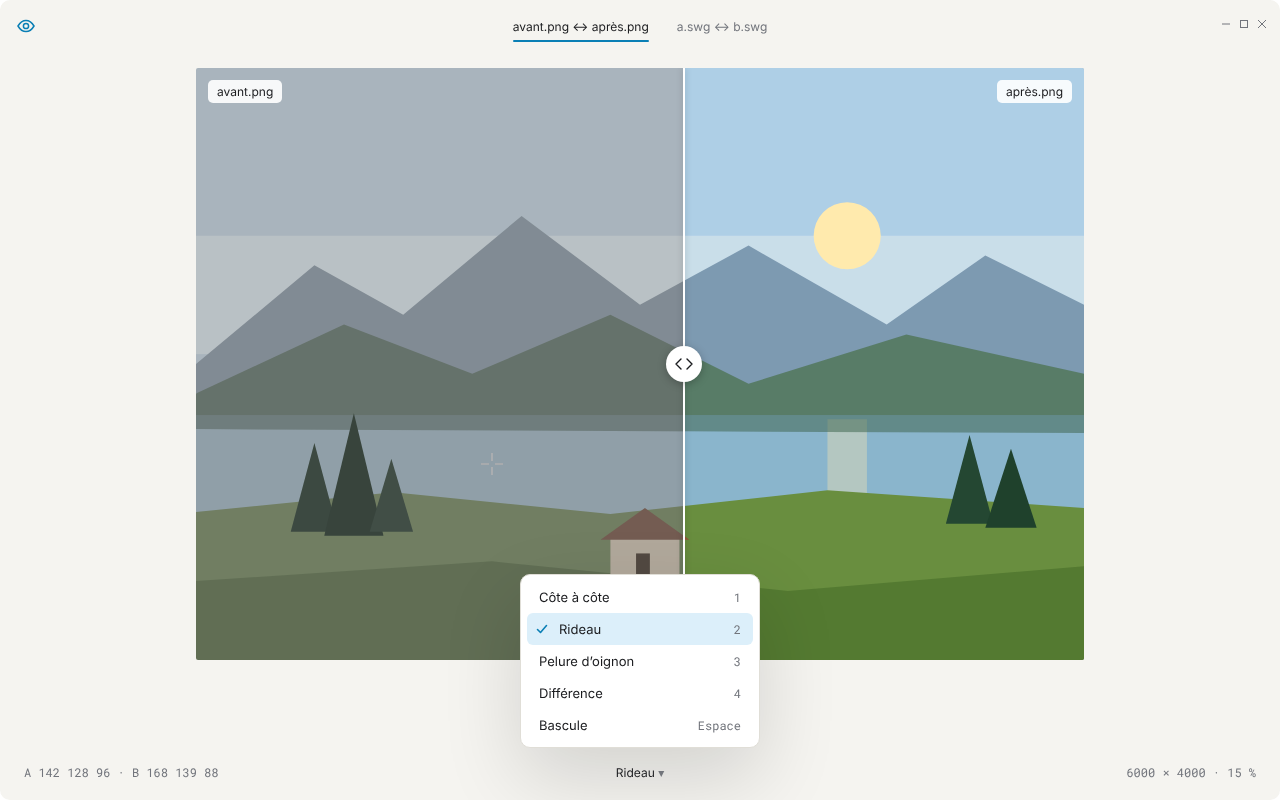 avant.png ↔ après.png
a.swg ↔ b.swg
avant.png
après.png
Côte à côte 1
Rideau 2
Pelure d’oignon 3
Différence 4
Bascule Espace
A 142 128 96 · B 168 139 88
Rideau ▾
6000 × 4000 · 15 %